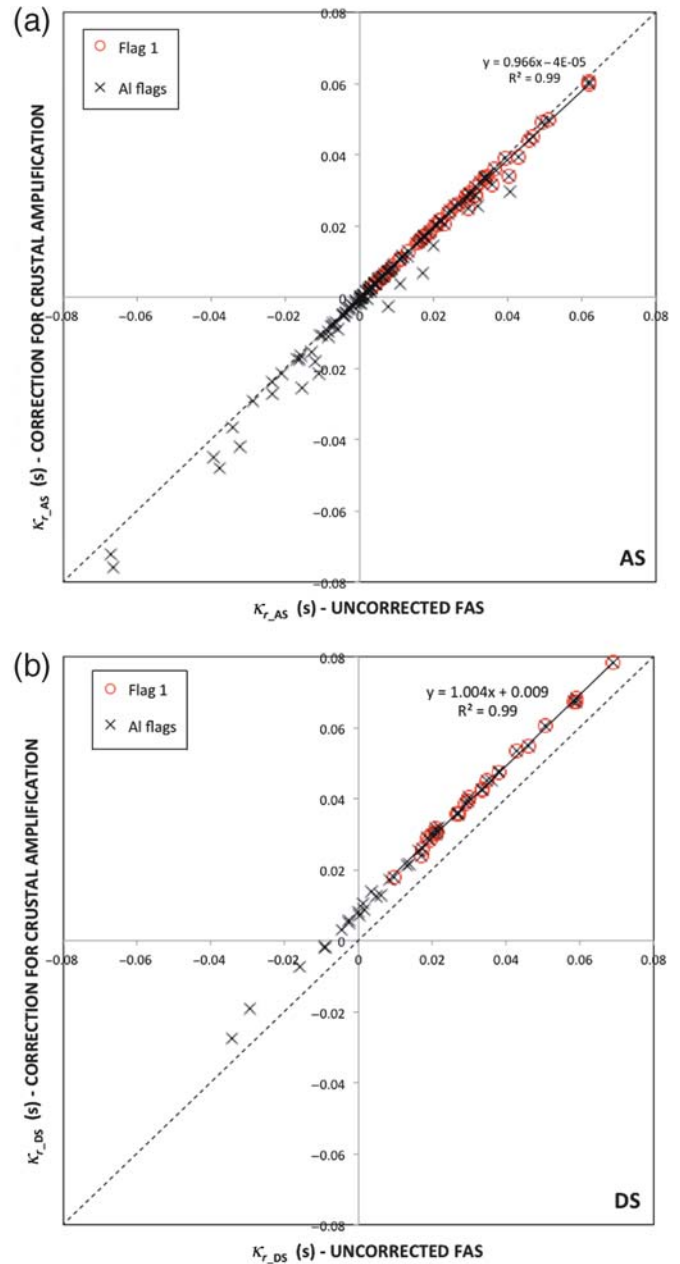 (a)
Flag 1
Al flags
y = 0.966x – 4E-05
R² = 0.99
0.08
0.06
0.04
0.02
0
–0.08
–0.06
–0.04
–0.02
0.02
0.04
0.06
0.08
–0.02
–0.04
–0.06
–0.08
κr_AS (s) - CORRECTION FOR CRUSTAL AMPLIFICATION
AS
κr_AS (s) - UNCORRECTED FAS
(b)
Flag 1
Al flags
y = 1.004x + 0.009
R² = 0.99
0.08
0.06
0.04
0.02
0
–0.08
–0.06
–0.04
–0.02
0
0.02
0.04
0.06
0.08
–0.02
–0.04
–0.06
–0.08
κr_DS (s) - CORRECTION FOR CRUSTAL AMPLIFICATION
DS
κr_DS (s) - UNCORRECTED FAS